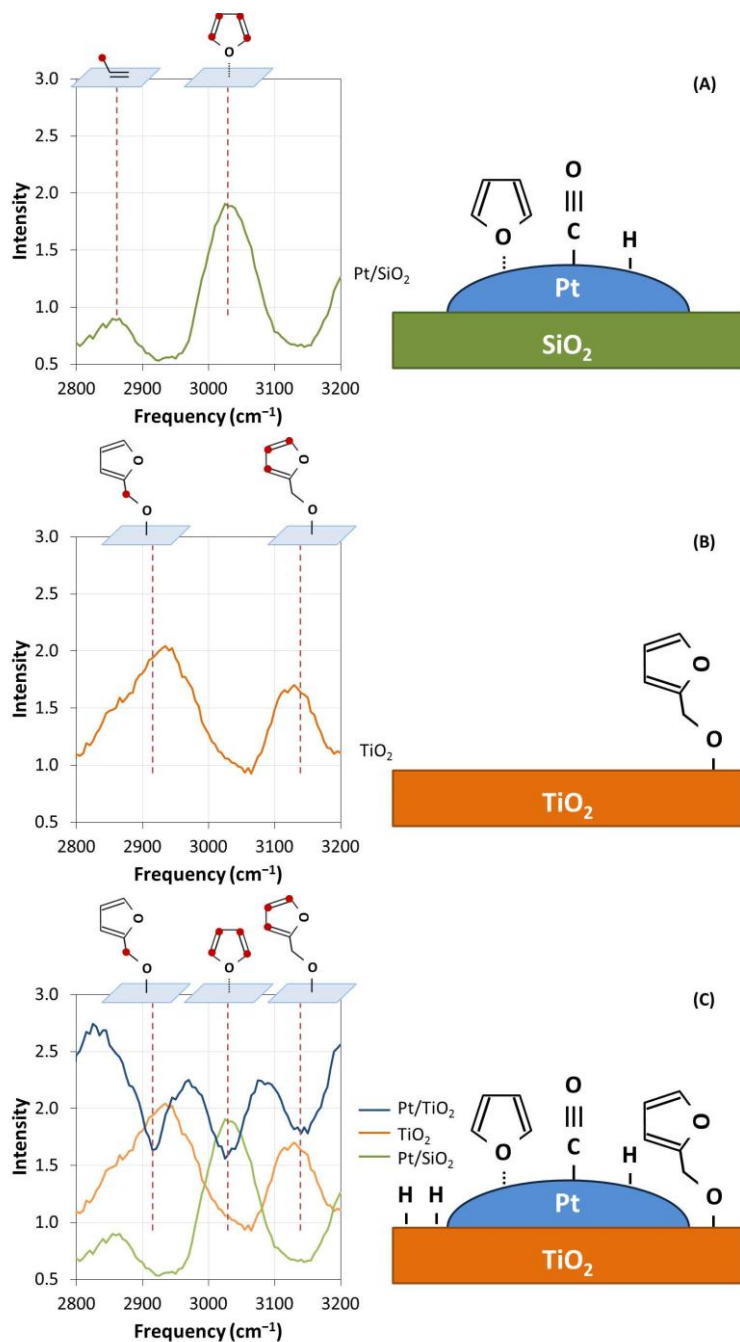 O
(A)
3.0
2.5
2.0
1.5
1.0
0.5
Intensity
2800 2900 3000 3100 3200
Frequency (cm⁻¹)
Pt/SiO₂
O
O
C
H
Pt
SiO₂
O
O
O
O
(B)
3.0
2.5
2.0
1.5
1.0
0.5
Intensity
2800 2900 3000 3100 3200
Frequency (cm⁻¹)
TiO₂
O
O
TiO₂
O
O
O
O
O
(C)
3.0
2.5
2.0
1.5
1.0
0.5
Intensity
2800 2900 3000 3100 3200
Frequency (cm⁻¹)
Pt/TiO₂
TiO₂
Pt/SiO₂
O
O
C
H
O
O
H H
Pt
TiO₂